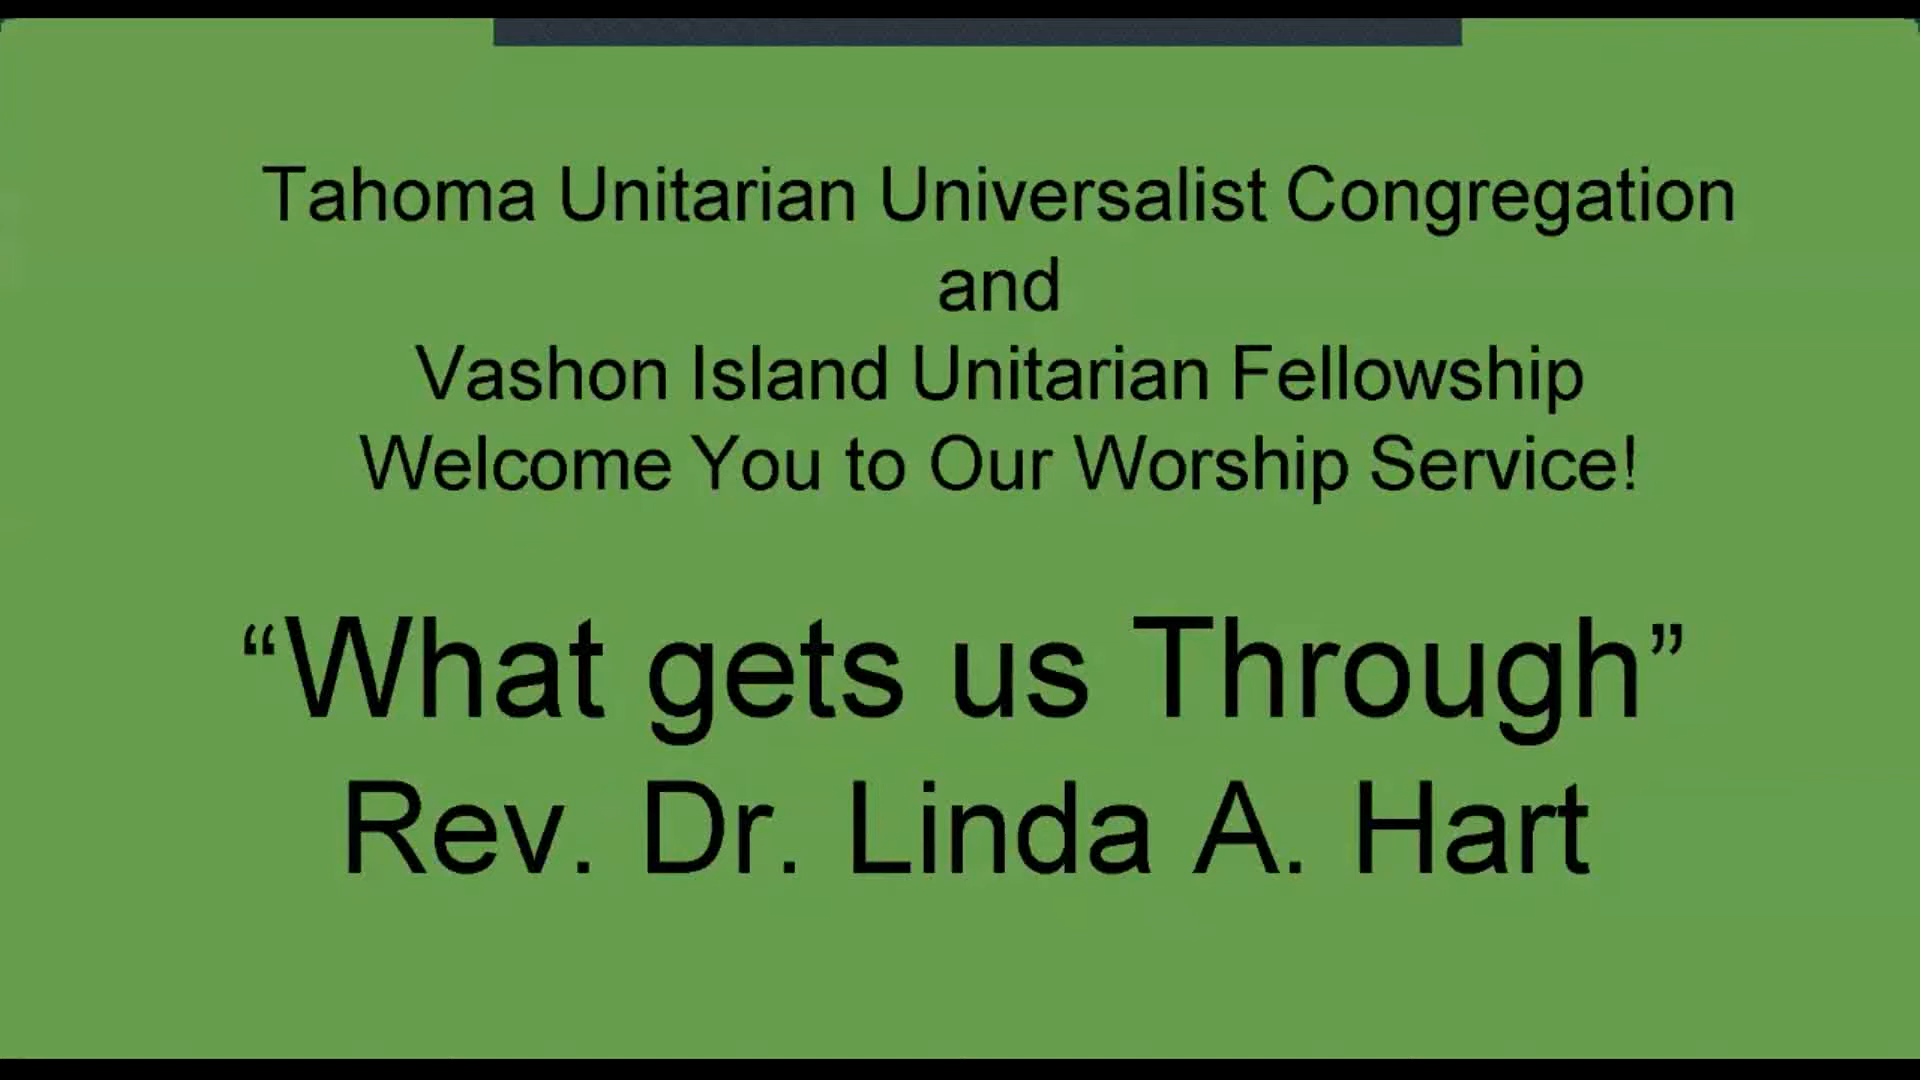 Tahoma Unitarian Universalist Congregation
and
Vashon Island Unitarian Fellowship
Welcome You to Our Worship Service!
“What gets us Through”
Rev. Dr. Linda A. Hart